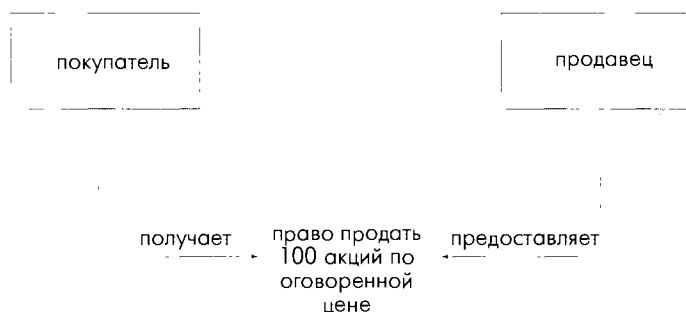 покупатель
продавец
получает
право продать
100 акций по
оговоренной
цене
предоставляет